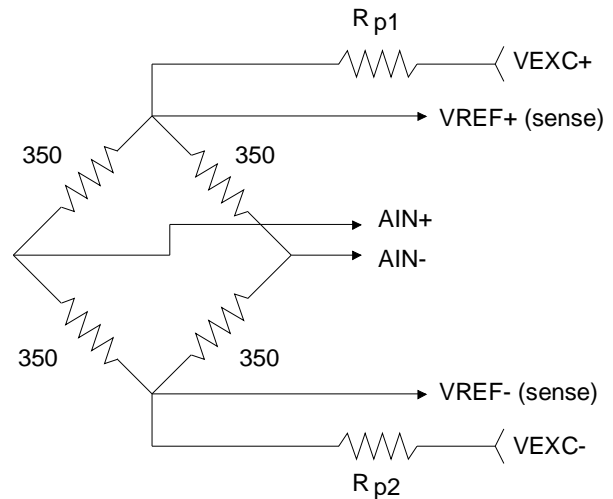 R p1
VEXC+
VREF+ (sense)
350
350
AIN+
AIN-
350
350
VREF- (sense)
VEXC-
R p2